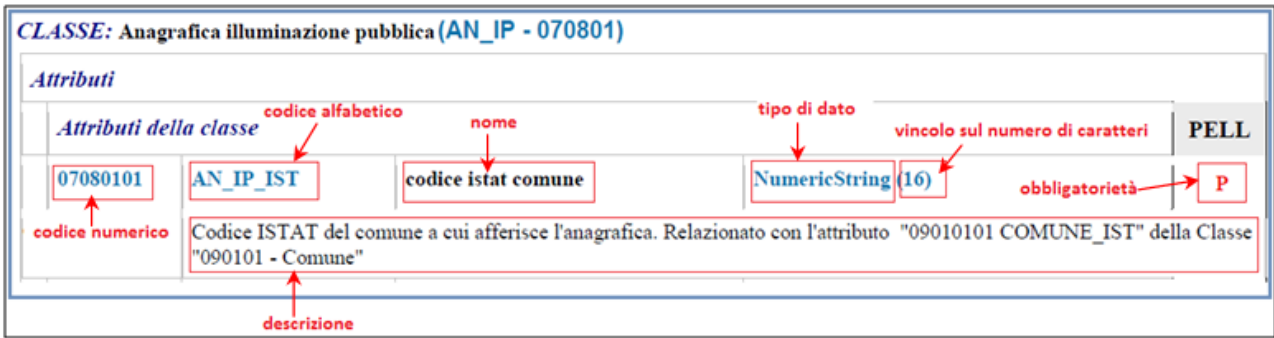 CLASSE: Anagrafica illuminazione pubblica (AN_IP - 070801)
Attributi
codice alfabetico
nome
tipo di dato
Attributi della classe
vincolo sul numero di caratteri
PELL
07080101
AN_IP_IST
codice istat comune
NumericString (16)
obbligatorietà
P
codice numerico
Codice ISTAT del comune a cui afferisce l'anagrafica. Relazionato con l'attributo "09010101 COMUNE_IST" della Classe
"090101 - Comune"
descrizione